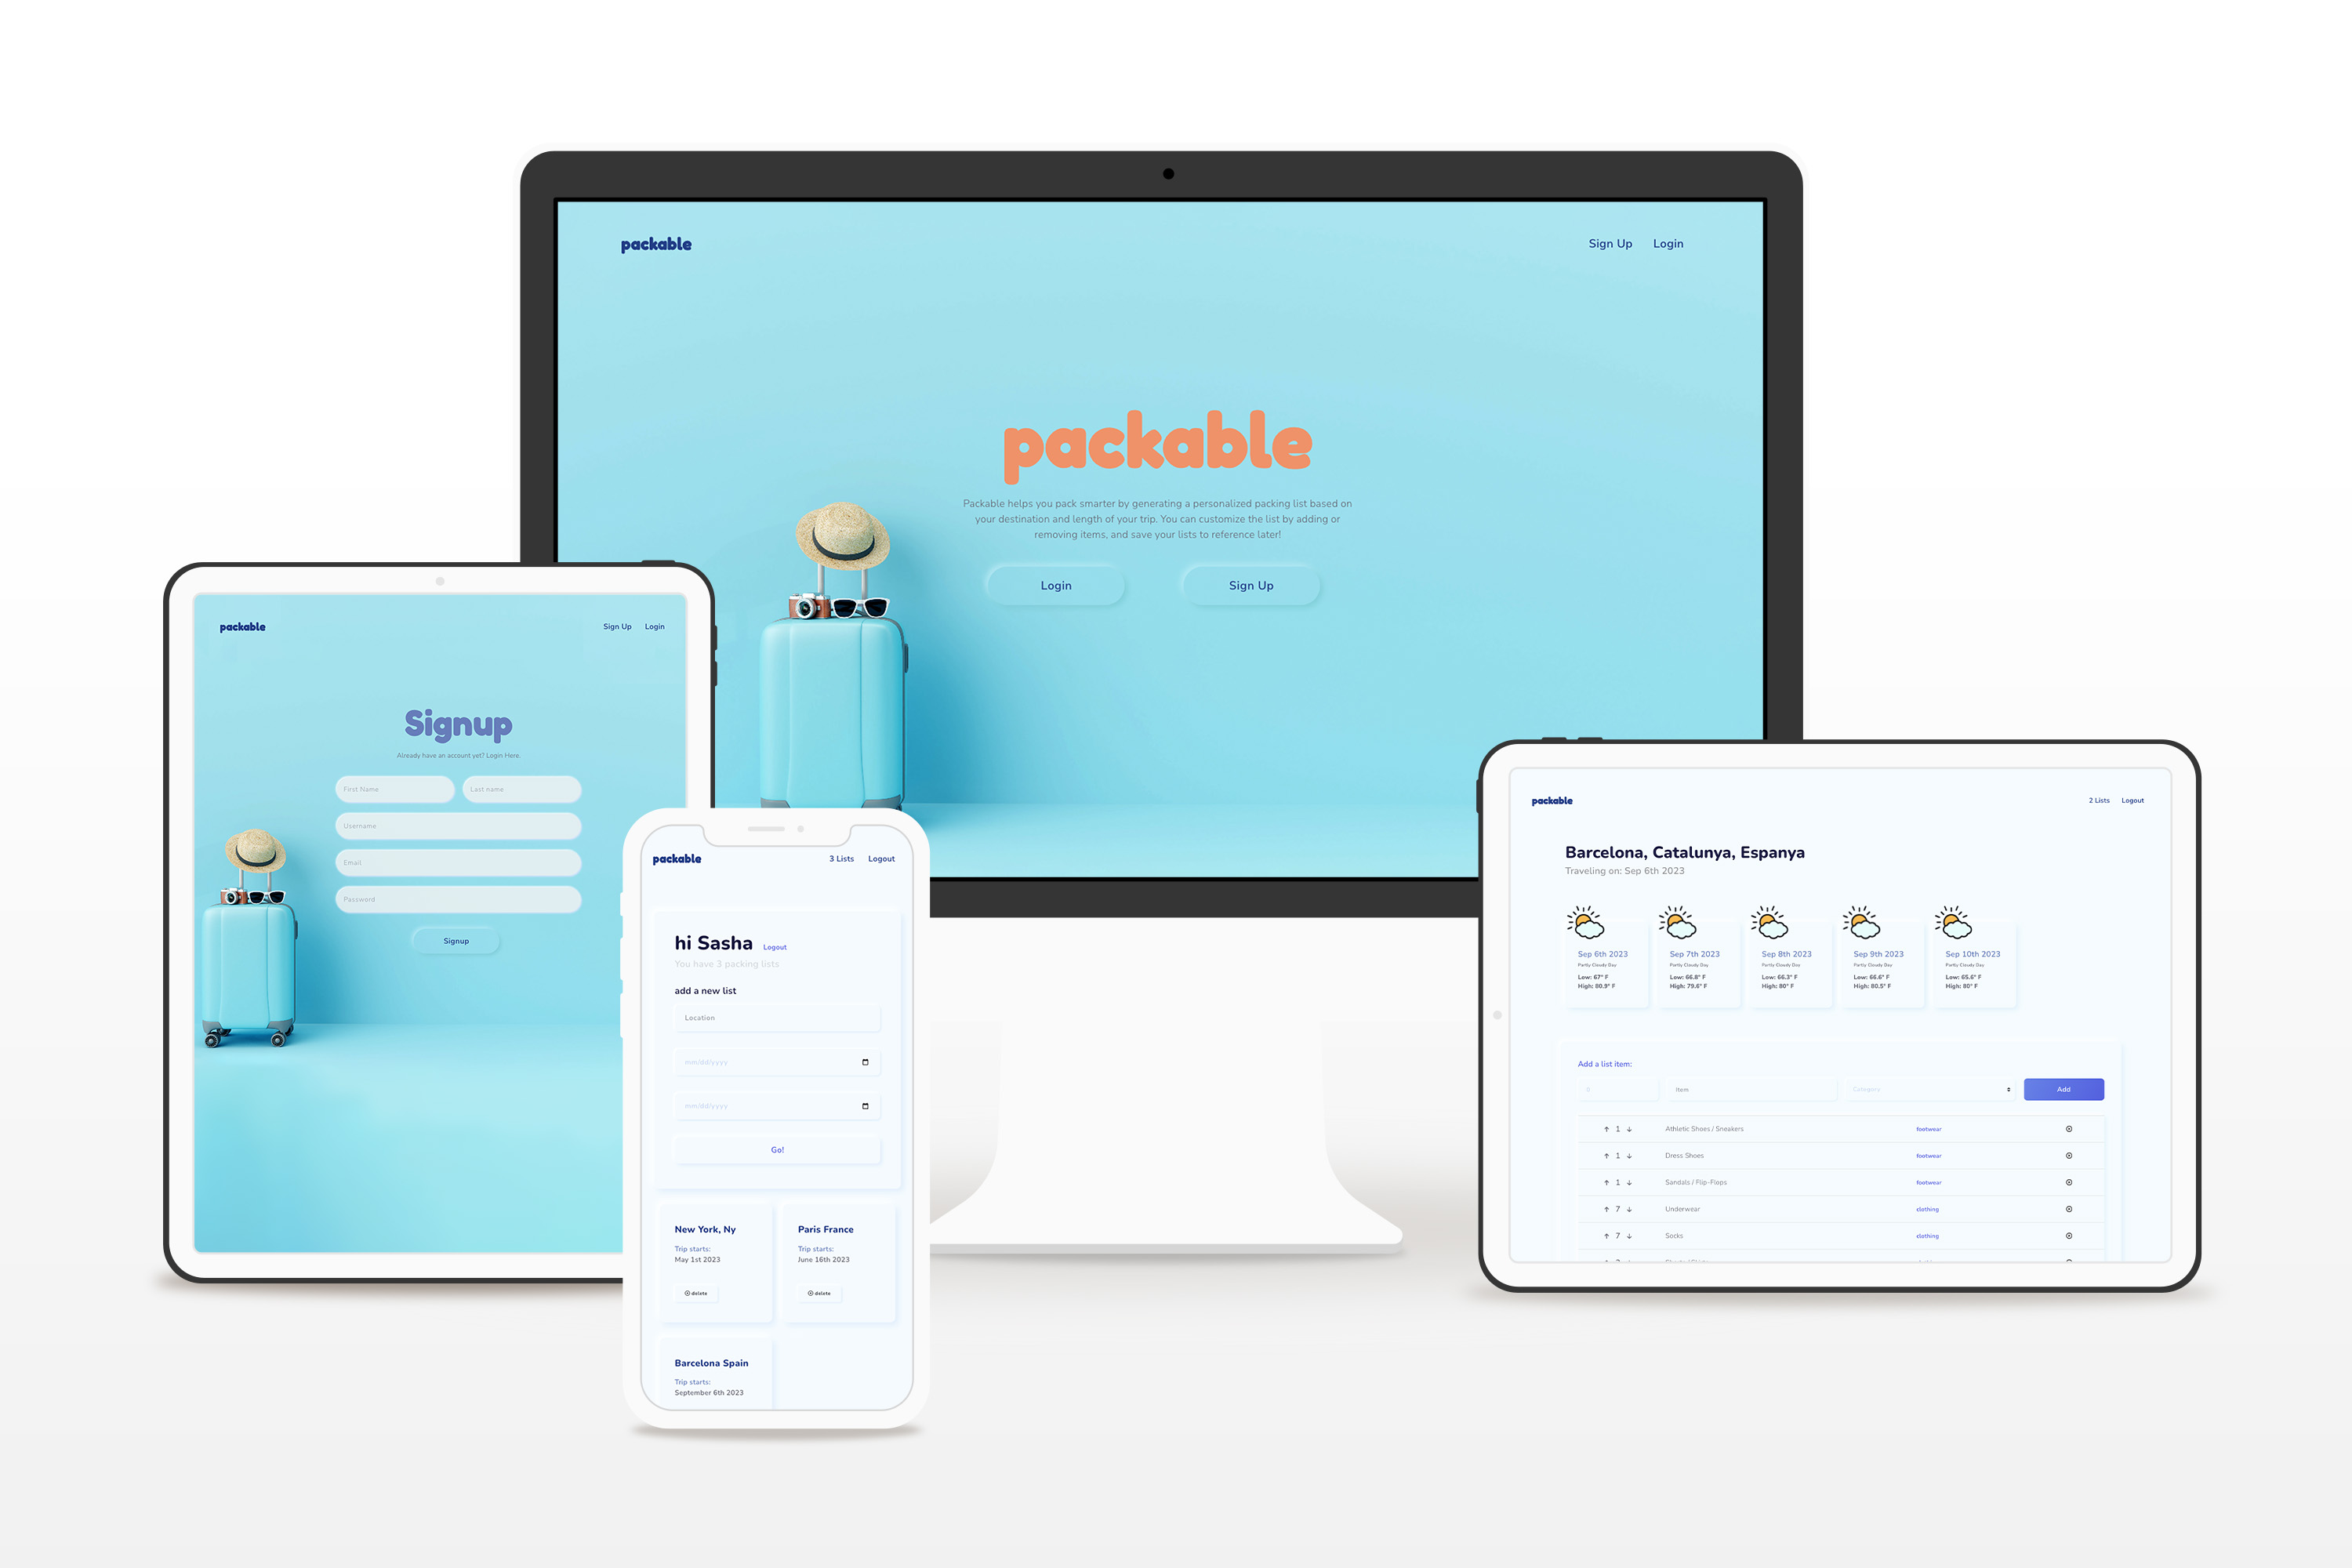 packable
Sign Up Login
packable
Packable helps you pack smarter by generating a personalized packing list based on
your destination and length of your trip. You can customize the list by adding or
removing items, and save your lists to reference later!
Login
Sign Up
packable
Sign Up Login
Signup
Already have an account yet? Login Here.
First Name
Last name
Username
Email
Password
Signup
packable
3 Lists Logout
hi Sasha Logout
You have 3 packing lists
add a new list
Location
mm/dd/yyyy
mm/dd/yyyy
Go!
New York, Ny
Trip starts:
May 1st 2023
delete
Paris France
Trip starts:
June 16th 2023
delete
Barcelona Spain
Trip starts:
September 6th 2023
packable
2 Lists Logout
Barcelona, Catalunya, Espanya
Traveling on: Sep 6th 2023
Sep 6th 2023
Partly Cloudy Day
Low: 67° F
High: 80.9° F
Sep 7th 2023
Partly Cloudy Day
Low: 66.8° F
High: 79.6° F
Sep 8th 2023
Partly Cloudy Day
Low: 66.3° F
High: 80° F
Sep 9th 2023
Partly Cloudy Day
Low: 66.6° F
High: 80.5° F
Sep 10th 2023
Partly Cloudy Day
Low: 65.6° F
High: 80° F
Add a list item:
0 Item Category Add
↑ 1 ↓ Athletic Shoes / Sneakers footwear
↑ 1 ↓ Dress Shoes footwear
↑ 1 ↓ Sandals / Flip-Flops footwear
↑ 7 ↓ Underwear clothing
↑ 7 ↓ Socks clothing